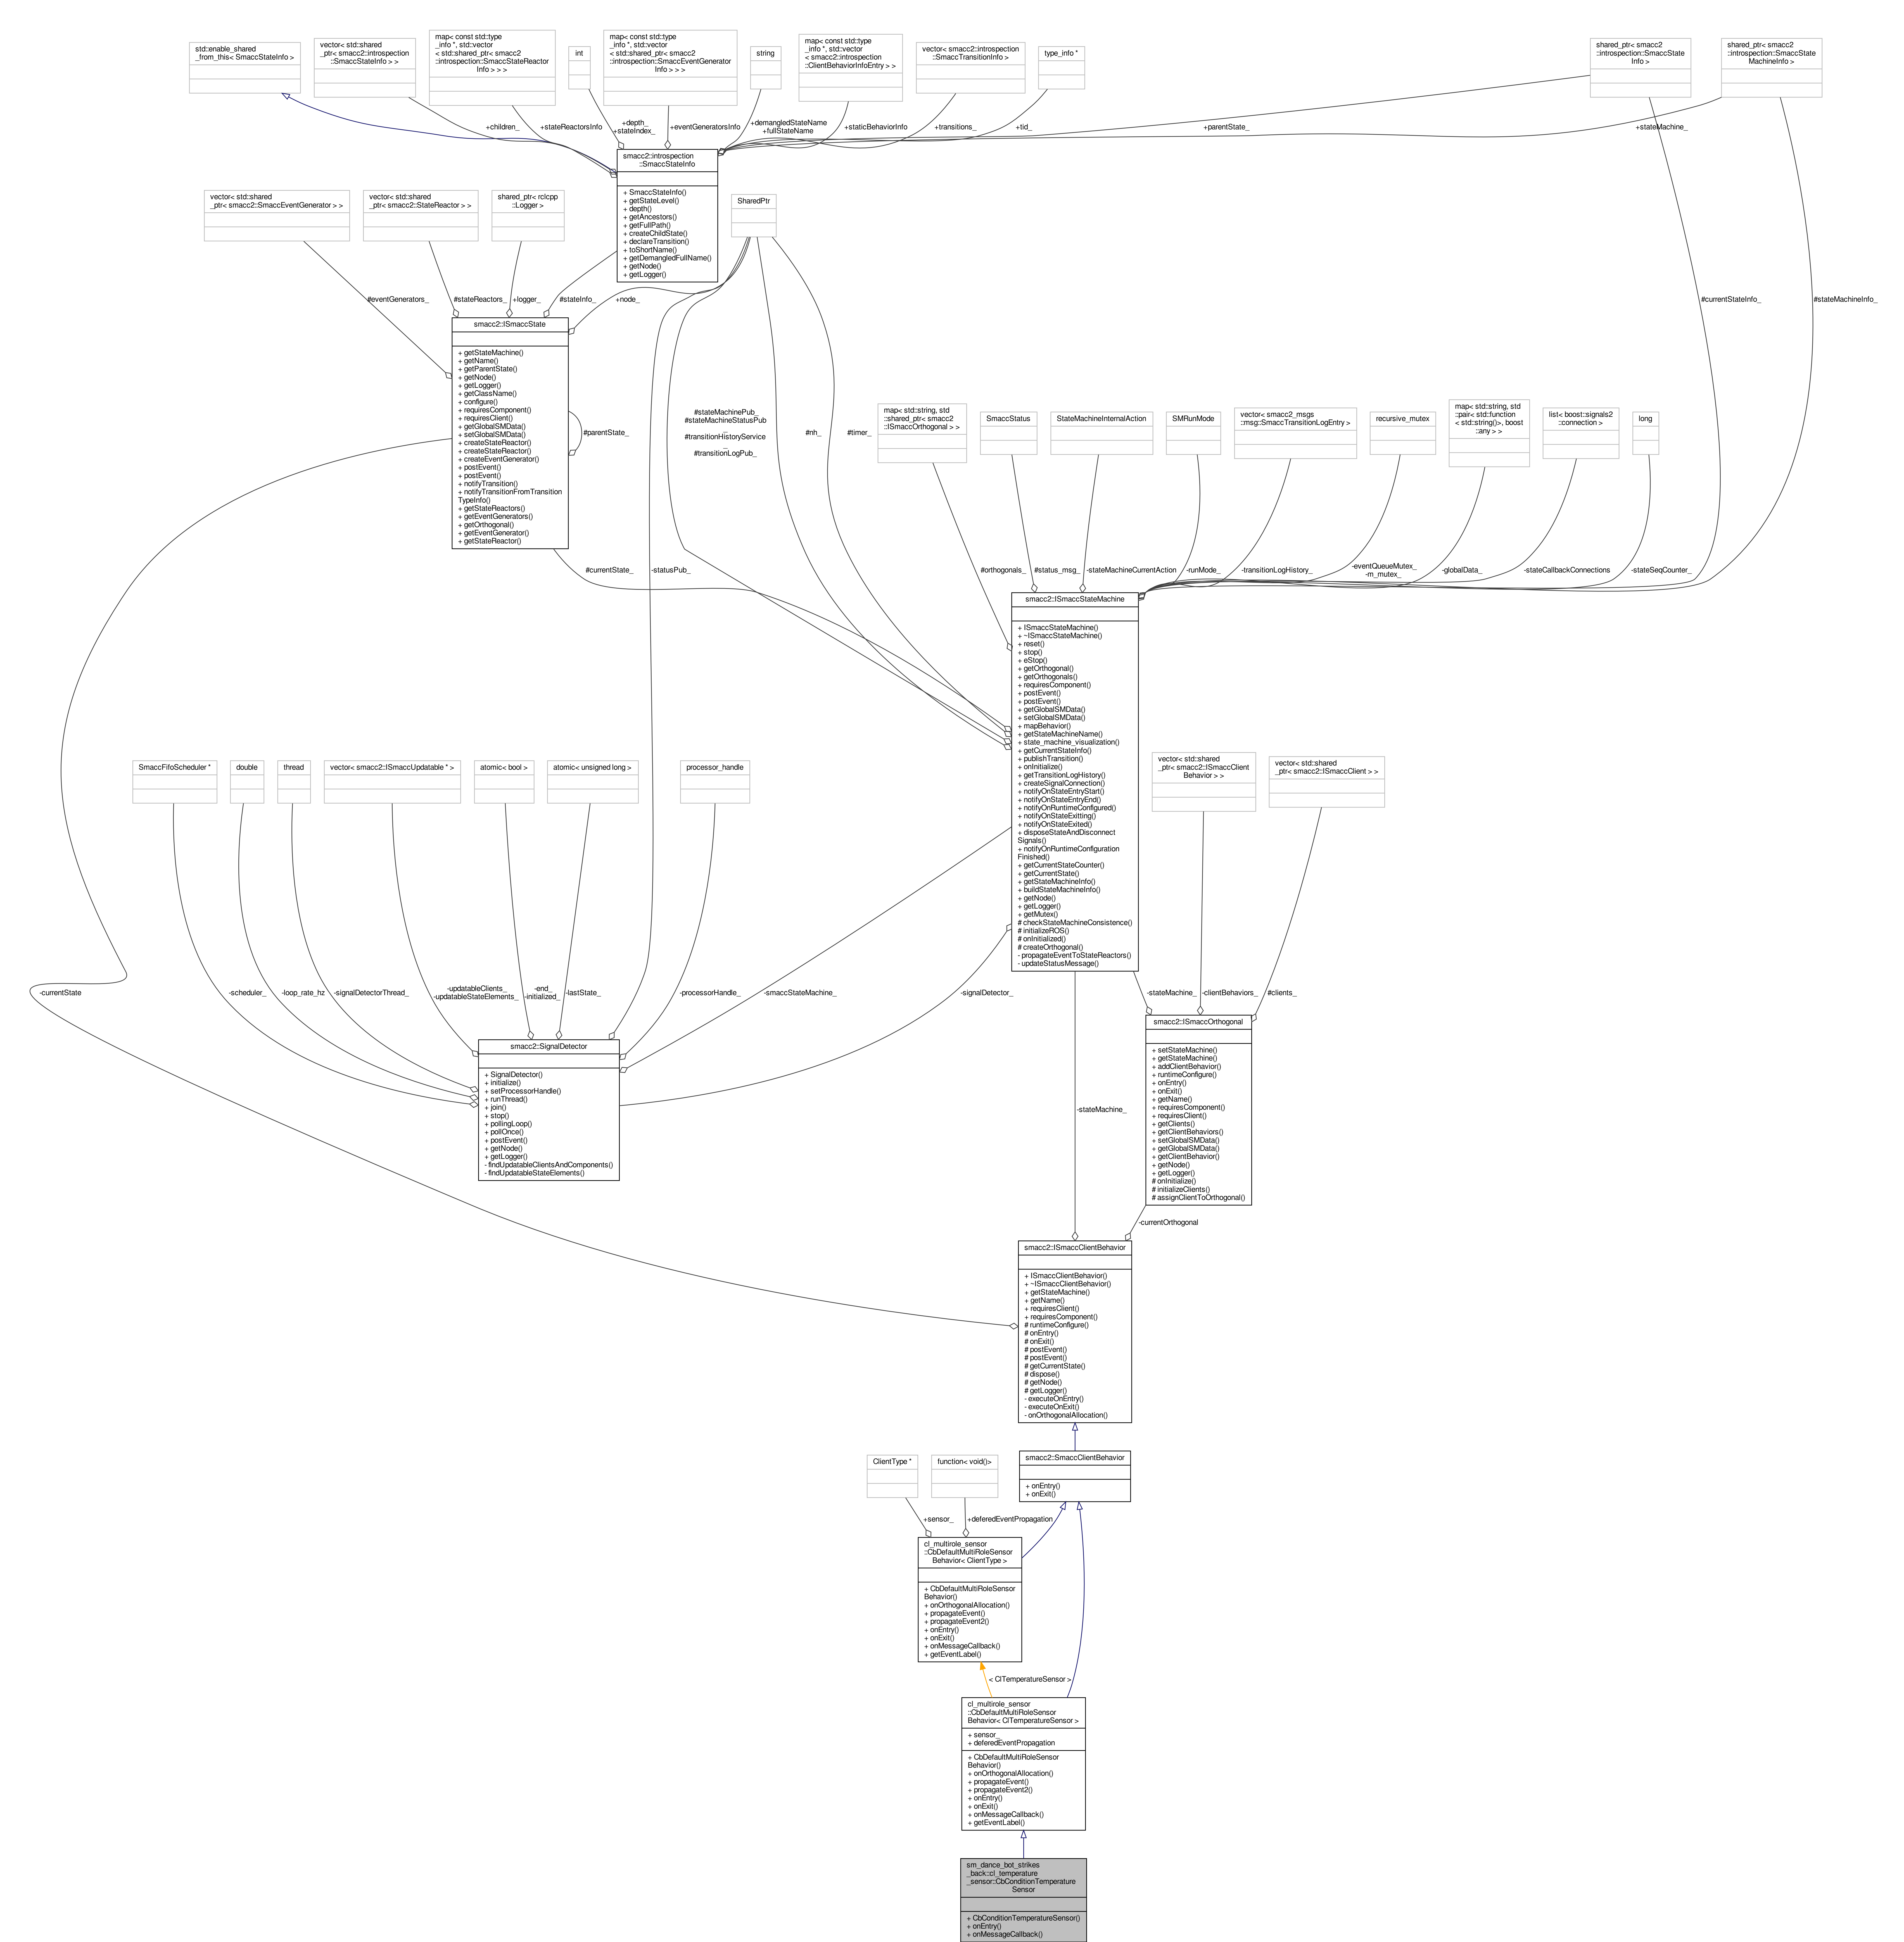 std::enable_shared
_from_this< SmaccStateInfo >
vector< std::shared
_ptr< smacc2::introspection
::SmaccStateInfo > >
map< const std::type
_info *, std::vector
< std::shared_ptr< smacc2
::introspection::SmaccStateReactor
Info > > >
int
map< const std::type
_info *, std::vector
< std::shared_ptr< smacc2
::introspection::SmaccEventGenerator
Info > > >
string
map< const std::type
_info *, std::vector
< smacc2::introspection
::ClientBehaviorInfoEntry > >
vector< smacc2::introspection
::SmaccTransitionInfo >
type_info *
shared_ptr< smacc2
::introspection::SmaccState
Info >
shared_ptr< smacc2
::introspection::SmaccState
MachineInfo >
+children_
+stateReactorsInfo
+depth_
+stateIndex_
+eventGeneratorsInfo
+demangledStateName
+fullStateName
+staticBehaviorInfo
+transitions_
+tid_
+parentState_
+stateMachine_
smacc2::introspection
::SmaccStateInfo
+ SmaccStateInfo()
+ getStateLevel()
+ depth()
+ getAncestors()
+ getFullPath()
+ createChildState()
+ declareTransition()
+ toShortName()
+ getDemangledFullName()
+ getNode()
+ getLogger()
vector< std::shared
_ptr< smacc2::SmaccEventGenerator > >
vector< std::shared
_ptr< smacc2::StateReactor > >
shared_ptr< rclcpp
::Logger >
SharedPtr
#eventGenerators_
#stateReactors_
+logger_
#stateInfo_
+node_
#currentStateInfo_
#stateMachineInfo_
smacc2::ISmaccState
+ getStateMachine()
+ getName()
+ getParentState()
+ getNode()
+ getLogger()
+ getClassName()
+ configure()
+ requiresComponent()
+ requiresClient()
+ getGlobalSMData()
+ setGlobalSMData()
+ createStateReactor()
+ createStateReactor()
+ createEventGenerator()
+ postEvent()
+ postEvent()
+ notifyTransition()
+ notifyTransitionFromTransition
TypeInfo()
+ getStateReactors()
+ getEventGenerators()
+ getOrthogonal()
+ getEventGenerator()
+ getStateReactor()
#parentState_
#stateMachinePub_
#stateMachineStatusPub
_
#transitionHistoryService
_
#transitionLogPub_
#nh_
#timer_
map< std::string, std
::shared_ptr< smacc2
::ISmaccOrthogonal > >
SmaccStatus
StateMachineInternalAction
SMRunMode
vector< smacc2_msgs
::msg::SmaccTransitionLogEntry >
recursive_mutex
map< std::string, std
::pair< std::function
< std::string()>, boost
::any > >
list< boost::signals2
::connection >
long
#currentState_
-statusPub_
#orthogonals_
#status_msg_
-stateMachineCurrentAction
-runMode_
-transitionLogHistory_
-eventQueueMutex_
-m_mutex_
-globalData_
-stateCallbackConnections
-stateSeqCounter_
smacc2::ISmaccStateMachine
+ ISmaccStateMachine()
+ ~ISmaccStateMachine()
+ reset()
+ stop()
+ eStop()
+ getOrthogonal()
+ getOrthogonals()
+ requiresComponent()
+ postEvent()
+ postEvent()
+ getGlobalSMData()
+ setGlobalSMData()
+ mapBehavior()
+ getStateMachineName()
+ state_machine_visualization()
+ getCurrentStateInfo()
+ publishTransition()
+ onInitialize()
+ getTransitionLogHistory()
+ createSignalConnection()
+ notifyOnStateEntryStart()
+ notifyOnStateEntryEnd()
+ notifyOnRuntimeConfigured()
+ notifyOnStateExitting()
+ notifyOnStateExited()
+ disposeStateAndDisconnect
Signals()
+ notifyOnRuntimeConfiguration
Finished()
+ getCurrentStateCounter()
+ getCurrentState()
+ getStateMachineInfo()
+ buildStateMachineInfo()
+ getNode()
+ getLogger()
+ getMutex()
# checkStateMachineConsistence()
# initializeROS()
# onInitialized()
# createOrthogonal()
- propagateEventToStateReactors()
- updateStatusMessage()
SmaccFifoScheduler *
double
thread
vector< smacc2::ISmaccUpdatable * >
atomic< bool >
atomic< unsigned long >
processor_handle
vector< std::shared
_ptr< smacc2::ISmaccClient
Behavior > >
vector< std::shared
_ptr< smacc2::ISmaccClient > >
-currentState
-scheduler_
-loop_rate_hz
-signalDetectorThread_
-updatableClients_
-updatableStateElements_
-end_
-initialized_
-lastState_
-processorHandle_
-smaccStateMachine_
-signalDetector_
-stateMachine_
-clientBehaviors_
#clients_
smacc2::SignalDetector
+ SignalDetector()
+ initialize()
+ setProcessorHandle()
+ runThread()
+ join()
+ stop()
+ pollingLoop()
+ pollOnce()
+ postEvent()
+ getNode()
+ getLogger()
- findUpdatableClientsAndComponents()
- findUpdatableStateElements()
smacc2::ISmaccOrthogonal
+ setStateMachine()
+ getStateMachine()
+ addClientBehavior()
+ runtimeConfigure()
+ onEntry()
+ onExit()
+ getName()
+ requiresComponent()
+ requiresClient()
+ getClients()
+ getClientBehaviors()
+ setGlobalSMData()
+ getGlobalSMData()
+ getClientBehavior()
+ getNode()
+ getLogger()
# onInitialize()
# initializeClients()
# assignClientToOrthogonal()
-stateMachine_
-currentOrthogonal
smacc2::ISmaccClientBehavior
+ ISmaccClientBehavior()
+ ~ISmaccClientBehavior()
+ getStateMachine()
+ getName()
+ requiresClient()
+ requiresComponent()
# runtimeConfigure()
# onEntry()
# onExit()
# postEvent()
# postEvent()
# getCurrentState()
# dispose()
# getNode()
# getLogger()
- executeOnEntry()
- executeOnExit()
- onOrthogonalAllocation()
ClientType *
function< void()>
smacc2::SmaccClientBehavior
+ onEntry()
+ onExit()
+sensor_
+deferedEventPropagation
cl_multirole_sensor
::CbDefaultMultiRoleSensor
Behavior< ClientType >
+ CbDefaultMultiRoleSensor
Behavior()
+ onOrthogonalAllocation()
+ propagateEvent()
+ propagateEvent2()
+ onEntry()
+ onExit()
+ onMessageCallback()
+ getEventLabel()
< ClTemperatureSensor >
cl_multirole_sensor
::CbDefaultMultiRoleSensor
Behavior< ClTemperatureSensor >
+ sensor_
+ deferedEventPropagation
+ CbDefaultMultiRoleSensor
Behavior()
+ onOrthogonalAllocation()
+ propagateEvent()
+ propagateEvent2()
+ onEntry()
+ onExit()
+ onMessageCallback()
+ getEventLabel()
sm_dance_bot_strikes
_back::cl_temperature
_sensor::CbConditionTemperature
Sensor
+ CbConditionTemperatureSensor()
+ onEntry()
+ onMessageCallback()